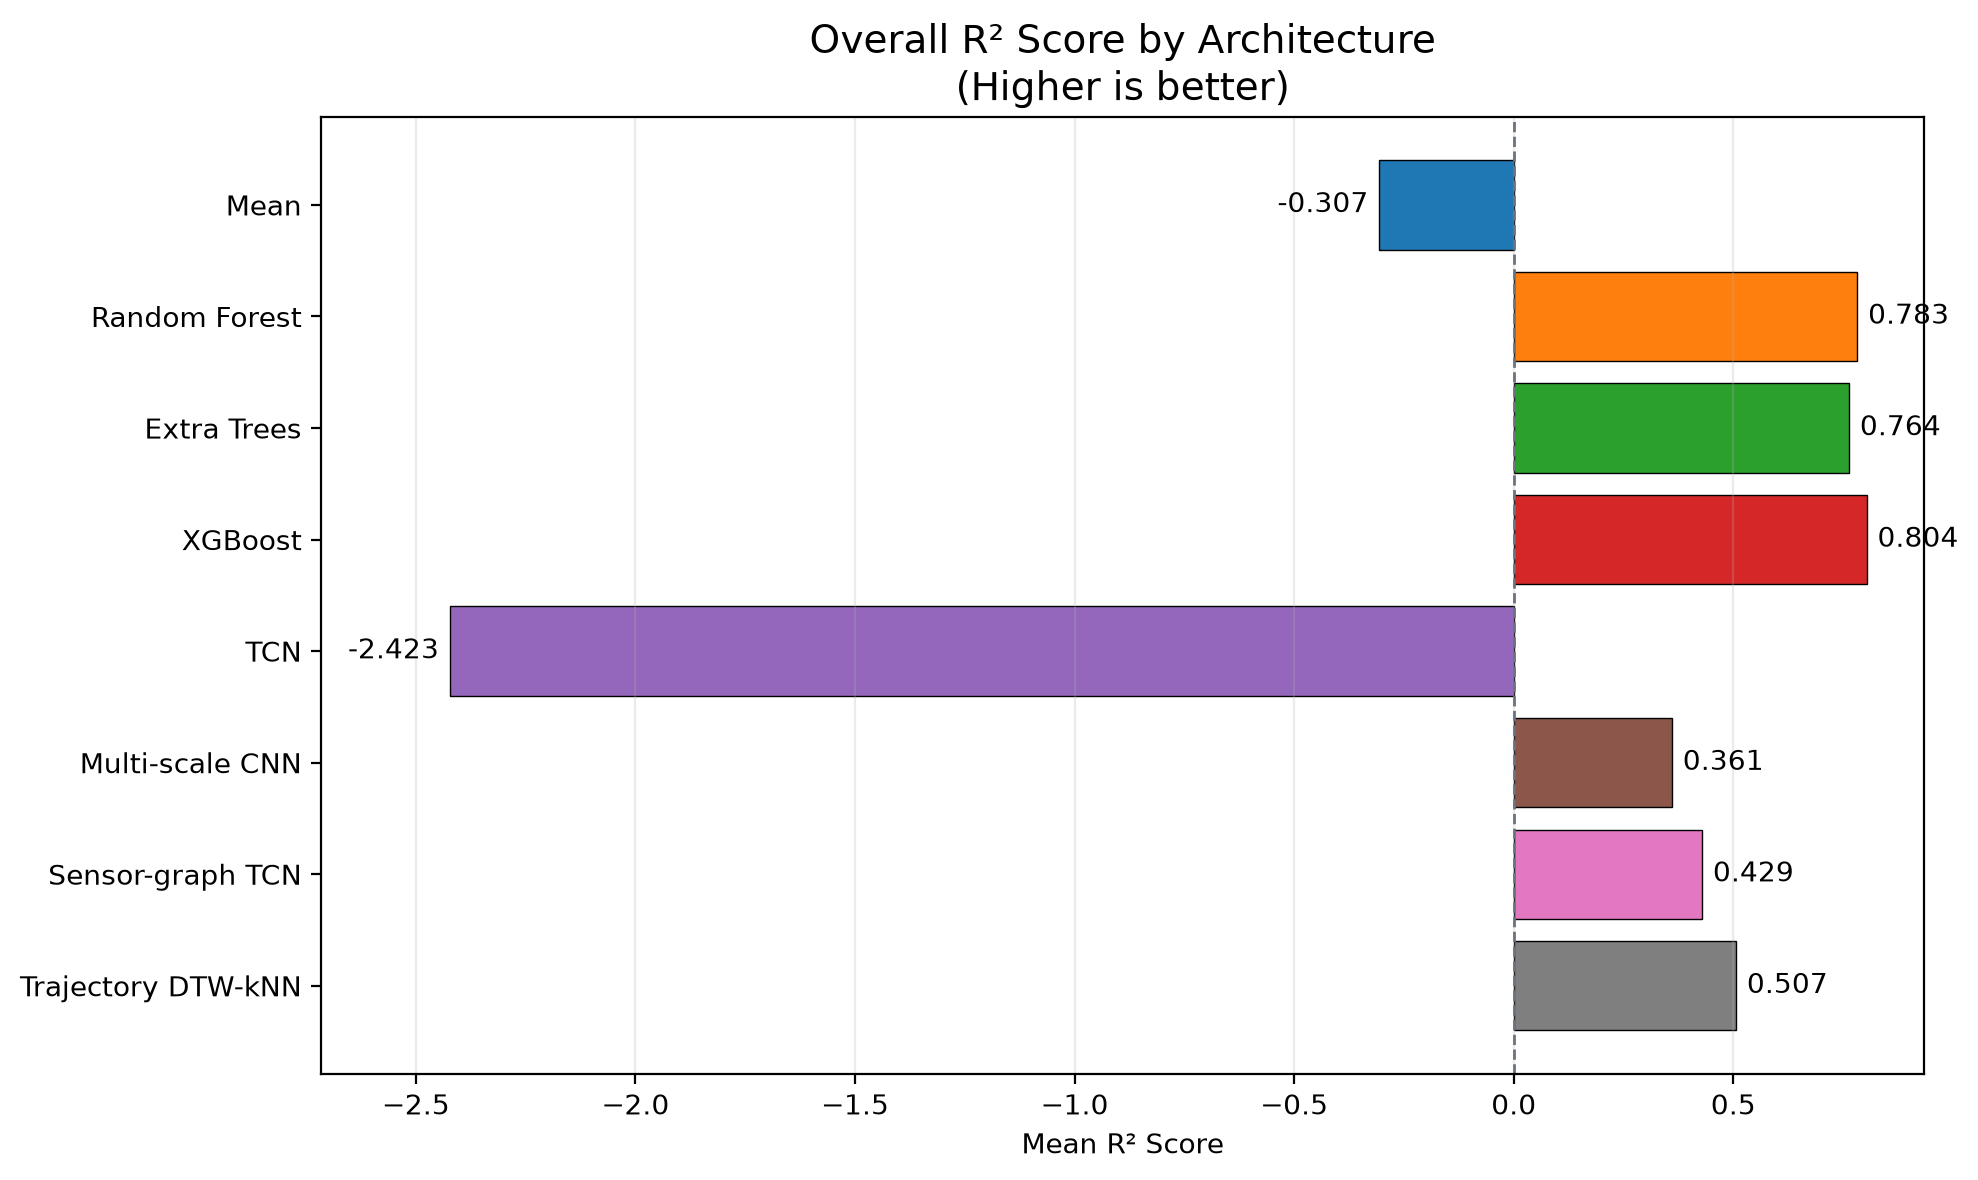 Overall R² Score by Architecture
(Higher is better)
Mean
-0.307
Random Forest
0.783
Extra Trees
0.764
XGBoost
0.804
TCN
-2.423
Multi-scale CNN
0.361
Sensor-graph TCN
0.429
Trajectory DTW-kNN
0.507
−2.5 −2.0 −1.5 −1.0 −0.5 0.0 0.5
Mean R² Score